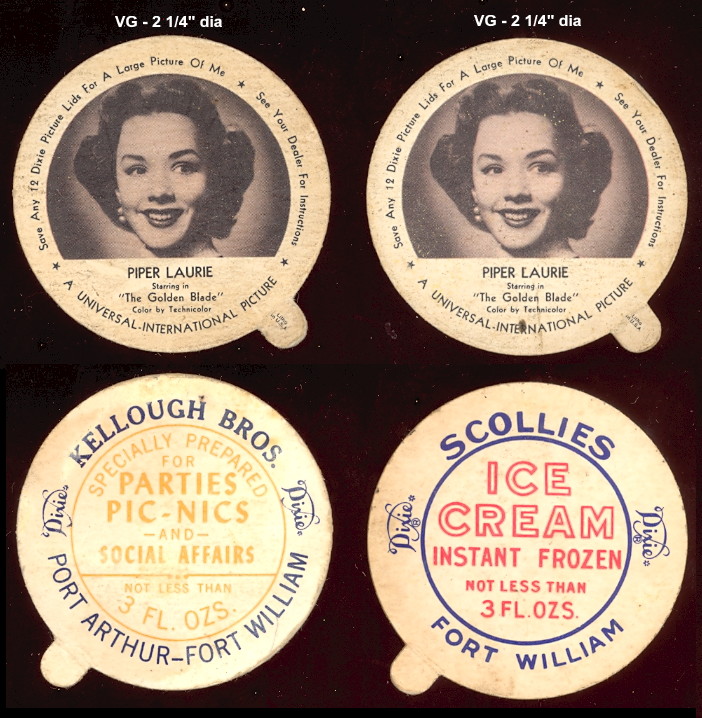 VG - 2 1/4" dia
VG - 2 1/4" dia
Save Any 12 Dixie Picture Lids For A Large Picture Of Me ★ See Your Dealer For Instructions ★
PIPER LAURIE
Starring in
"The Golden Blade"
Color by Technicolor
★ A UNIVERSAL-INTERNATIONAL PICTURE
Save Any 12 Dixie Picture Lids For A Large Picture Of Me ★ See Your Dealer For Instructions ★
PIPER LAURIE
Starring in
"The Golden Blade"
Color by Technicolor
★ A UNIVERSAL-INTERNATIONAL PICTURE
KELLOUGH BROS.
Dixie
SPECIALLY PREPARED
FOR
PARTIES
PIC-NICS
-AND-
SOCIAL AFFAIRS
NOT LESS THAN
3 FL. OZS.
Dixie
PORT ARTHUR-FORT WILLIAM
SCOLLIES
Dixie
ICE
CREAM
INSTANT FROZEN
NOT LESS THAN
3 FL.OZS.
Dixie
FORT WILLIAM